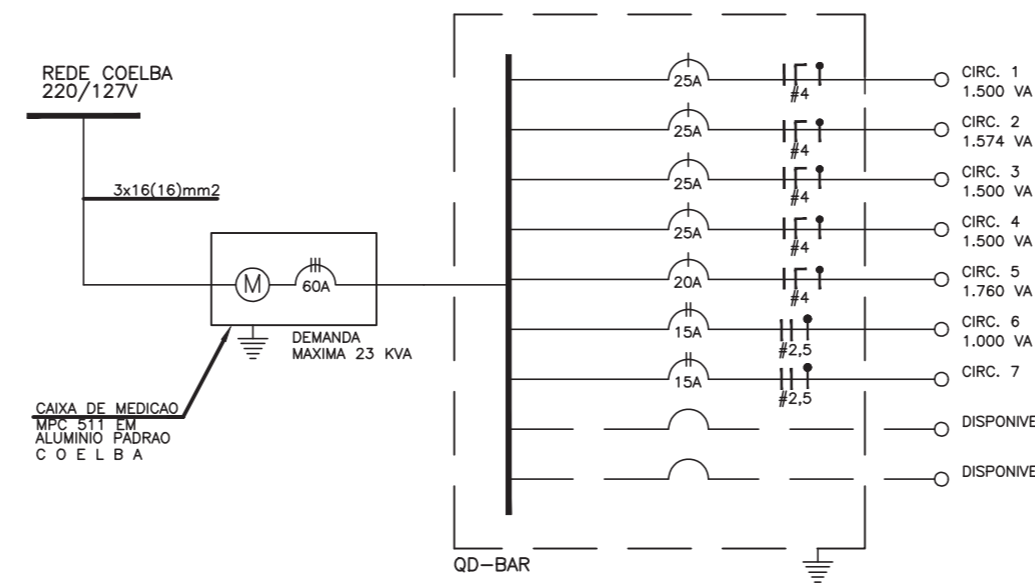 REDE COELBA
220/127V
3x16(16)mm2
M
60A
DEMANDA
MAXIMA 23 KVA
CAIXA DE MEDICAO
MPC 511 EM
ALUMINIO PADRAO
C O E L B A
25A
#4
CIRC. 1
1.500 VA
25A
#4
CIRC. 2
1.574 VA
25A
#4
CIRC. 3
1.500 VA
25A
#4
CIRC. 4
1.500 VA
20A
#4
CIRC. 5
1.760 VA
15A
#2,5
CIRC. 6
1.000 VA
15A
#2,5
CIRC. 7
DISPONIVE
DISPONIVE
QD-BAR